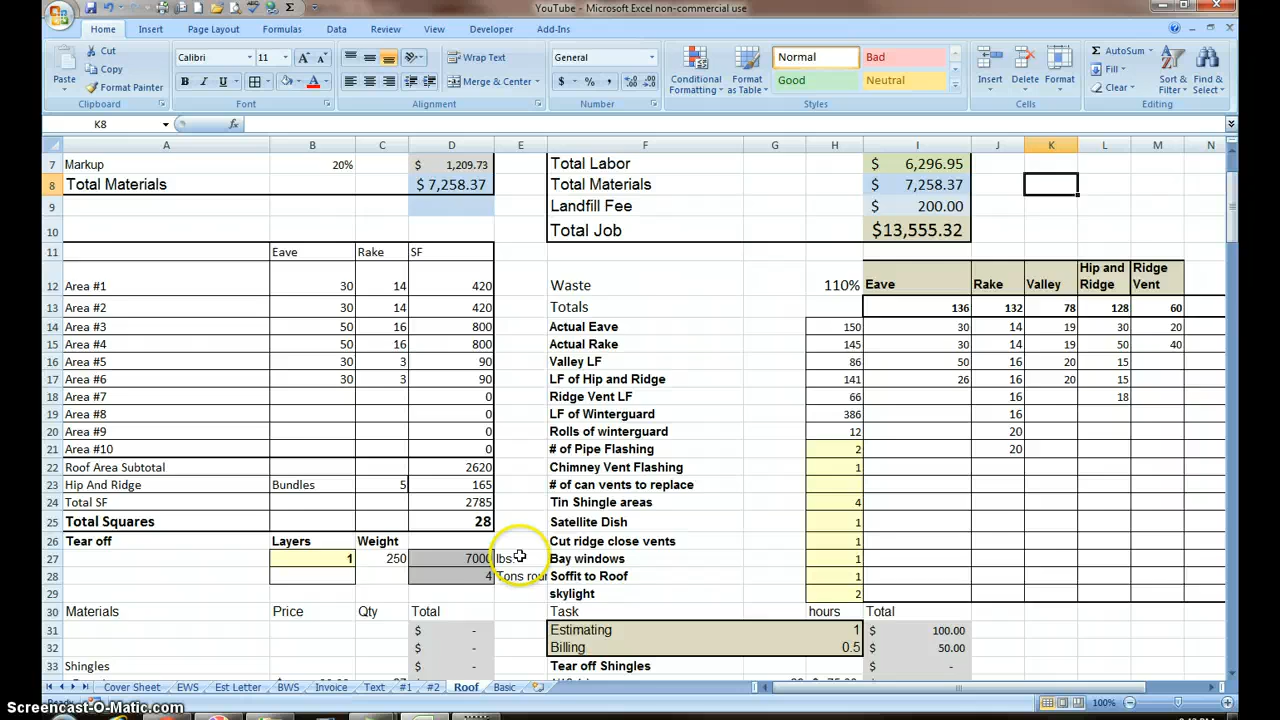 YouTube - Microsoft Excel non-commercial use
Home Insert Page Layout Formulas Data Review View Developer Add-Ins
Cut
Copy
Format Painter
Paste
Clipboard
Calibri 11
B I U
Font
Wrap Text
Merge & Center
Alignment
General
$ % ,
Number
Conditional Formatting
Format as Table
Normal Bad
Good Neutral
Styles
Insert Delete Format
Cells
AutoSum
Fill
Clear
Sort & Filter
Find & Select
Editing
K8 fx
A B C D E F G H I J K L M N
7 Markup 20% $ 1,209.73 Total Labor $ 6,296.95
8 Total Materials $ 7,258.37 Total Materials $ 7,258.37
9 Landfill Fee $ 200.00
10 Total Job $13,555.32
11 Eave Rake SF
12 Area #1 30 14 420 Waste 110% Eave Rake Valley Hip and Ridge Ridge Vent
13 Area #2 30 14 420 Totals 136 132 78 128 60
14 Area #3 50 16 800 Actual Eave 150 30 14 19 30 20
15 Area #4 50 16 800 Actual Rake 145 30 14 19 50 40
16 Area #5 30 3 90 Valley LF 86 50 16 20 15
17 Area #6 30 3 90 LF of Hip and Ridge 141 26 16 20 15
18 Area #7 0 Ridge Vent LF 66 16 18
19 Area #8 0 LF of Winterguard 386 16
20 Area #9 0 Rolls of winterguard 12 20
21 Area #10 0 # of Pipe Flashing 2 20
22 Roof Area Subtotal 2620 Chimney Vent Flashing 1
23 Hip And Ridge Bundles 5 165 # of can vents to replace
24 Total SF 2785 Tin Shingle areas 4
25 Total Squares 28 Satellite Dish 1
26 Tear off Layers Weight Cut ridge close vents 1
27 1 250 7000 lbs. Bay windows 1
28 4 Tons rou Soffit to Roof 1
29 skylight 2
30 Materials Price Qty Total Task hours Total
31 $ - Estimating 1 $ 100.00
32 $ - Billing 0.5 $ 50.00
33 Shingles $ - Tear off Shingles $ -
Cover Sheet EWS Est Letter BWS Invoice Text #1 #2 Roof Basic
100%
Screencast-O-Matic.com